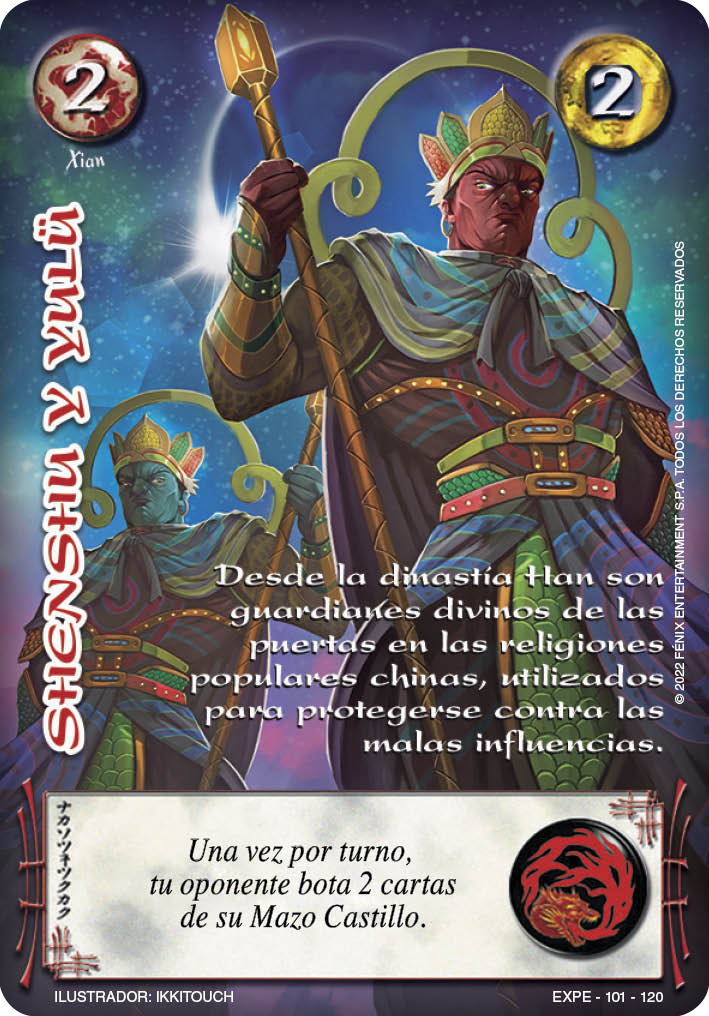 2
2
Xian
SHENSHU Y YULÜ
Desde la dinastía Han son
guardianes divinos de las
puertas en las religiones
populares chinas, utilizados
para protegerse contra las
malas influencias.
© 2022 FÉNIX ENTERTAINMENT S.P.A. TODOS LOS DERECHOS RESERVADOS
ナカソツネツクカク
Una vez por turno,
tu oponente bota 2 cartas
de su Mazo Castillo.
ILUSTRADOR: IKKITOUCH
EXPE - 101 - 120